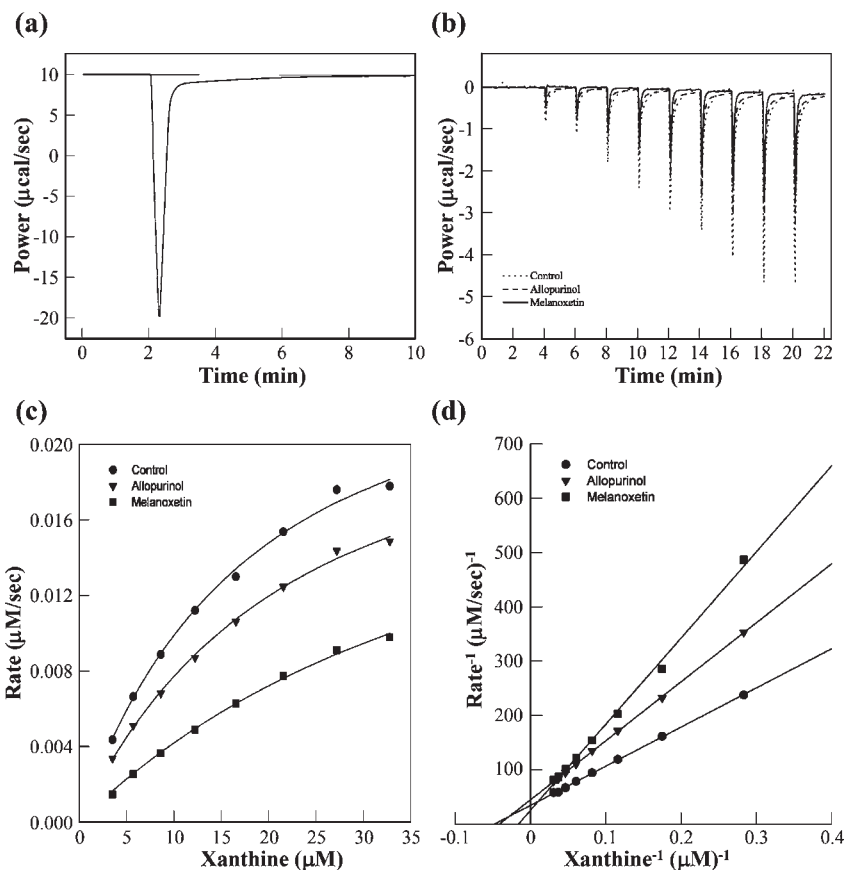 (a)
10
5
0
-5
-10
-15
-20
Power (μcal/sec)
0 2 4 6 8 10
Time (min)
(b)
0
-1
-2
-3
-4
-5
-6
Power (μcal/sec)
Control
Allopurinol
Melanoxetin
0 2 4 6 8 10 12 14 16 18 20 22
Time (min)
(c)
0.020
0.016
0.012
0.008
0.004
0.000
Rate (μM/sec)
Control
Allopurinol
Melanoxetin
0 5 10 15 20 25 30 35
Xanthine (μM)
(d)
700
600
500
400
300
200
100
Rate⁻¹ (μM/sec)⁻¹
Control
Allopurinol
Melanoxetin
-0.1 0 0.1 0.2 0.3 0.4
Xanthine⁻¹ (μM)⁻¹